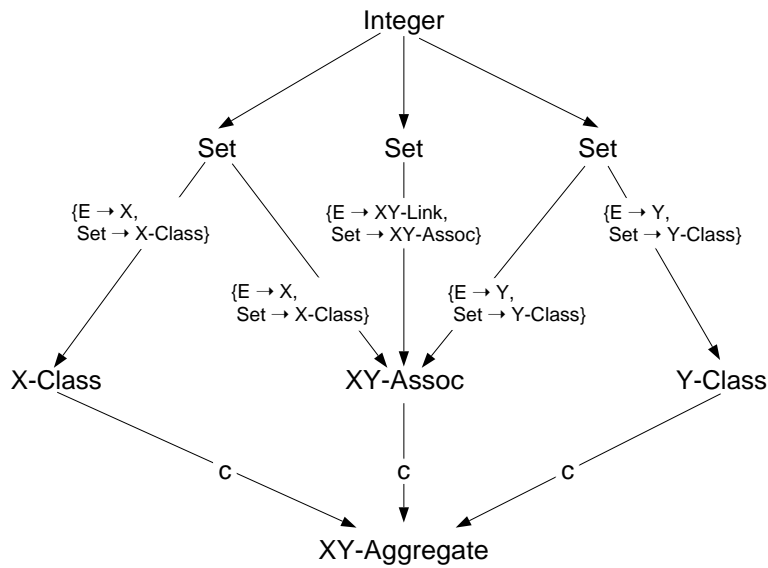 Integer
Set Set Set
{E → X,
Set → X-Class}
{E → XY-Link,
Set → XY-Assoc}
{E → Y,
Set → Y-Class}
{E → X,
Set → X-Class}
{E → Y,
Set → Y-Class}
X-Class XY-Assoc Y-Class
c c c
XY-Aggregate